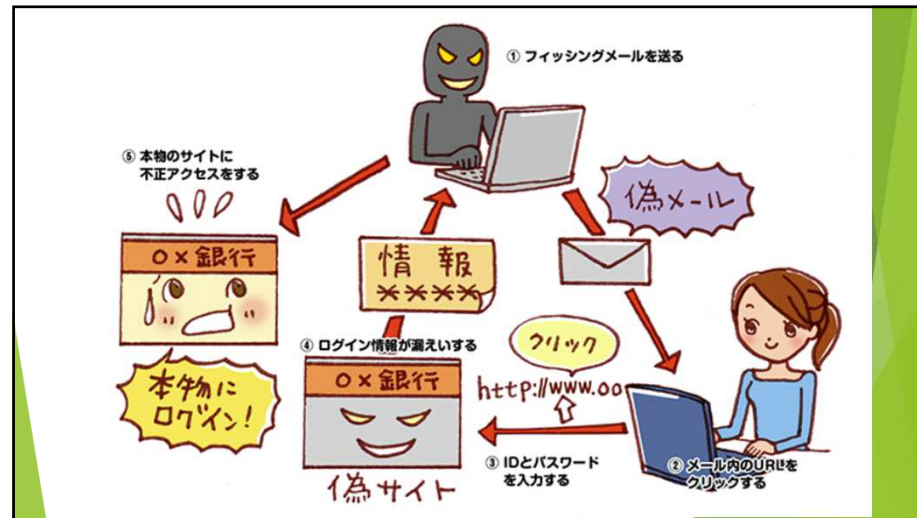 ① フィッシングメールを送る
⑤ 本物のサイトに
不正アクセスをする
偽メール
○×銀行
情報
××××
クリック
④ ログイン情報が漏えいする
http://www.oo
本物に
ログイン!
○×銀行
③ IDとパスワード
を入力する
② メール内のURLを
クリックする
偽サイト